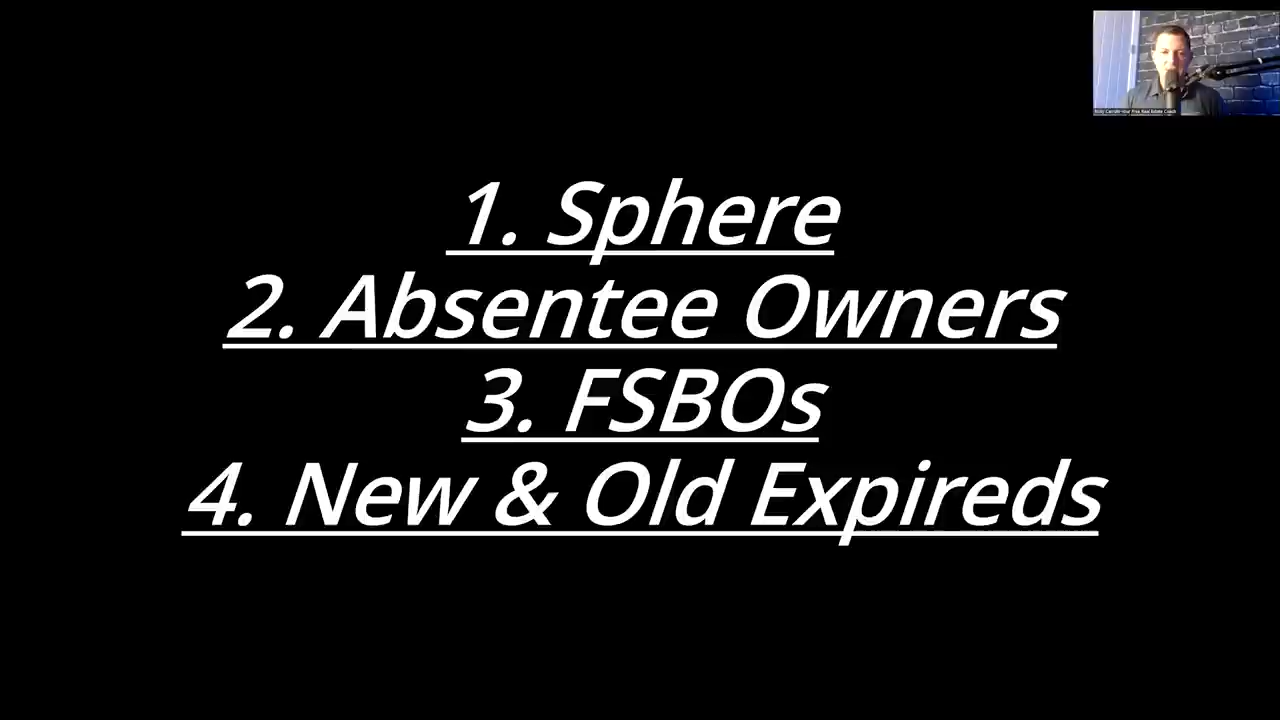 1. Sphere
2. Absentee Owners
3. FSBOs
4. New & Old Expireds